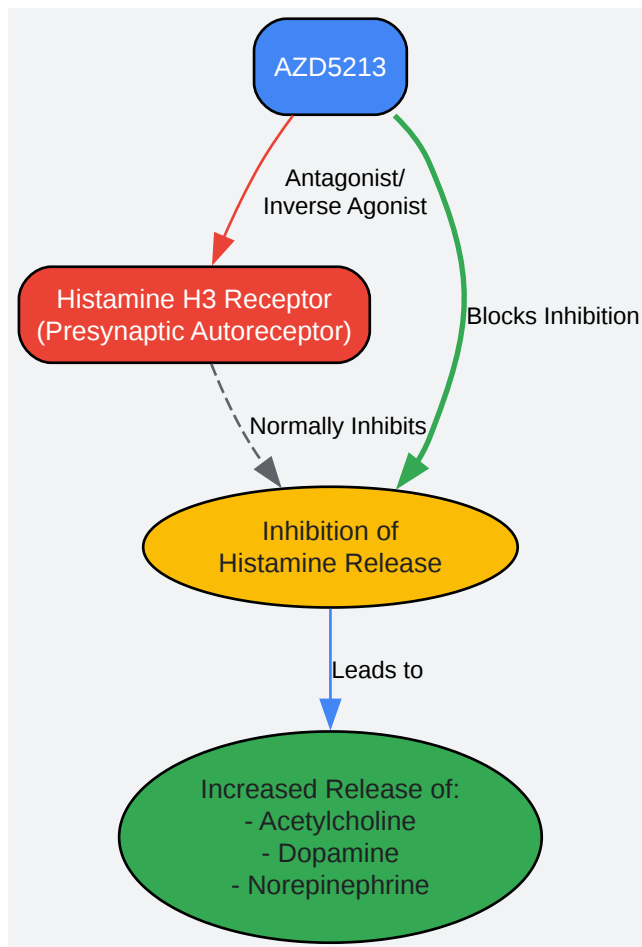 AZD5213
Antagonist/
Inverse Agonist
Histamine H3 Receptor
(Presynaptic Autoreceptor)
Blocks Inhibition
Normally Inhibits
Inhibition of
Histamine Release
Leads to
Increased Release of:
- Acetylcholine
- Dopamine
- Norepinephrine